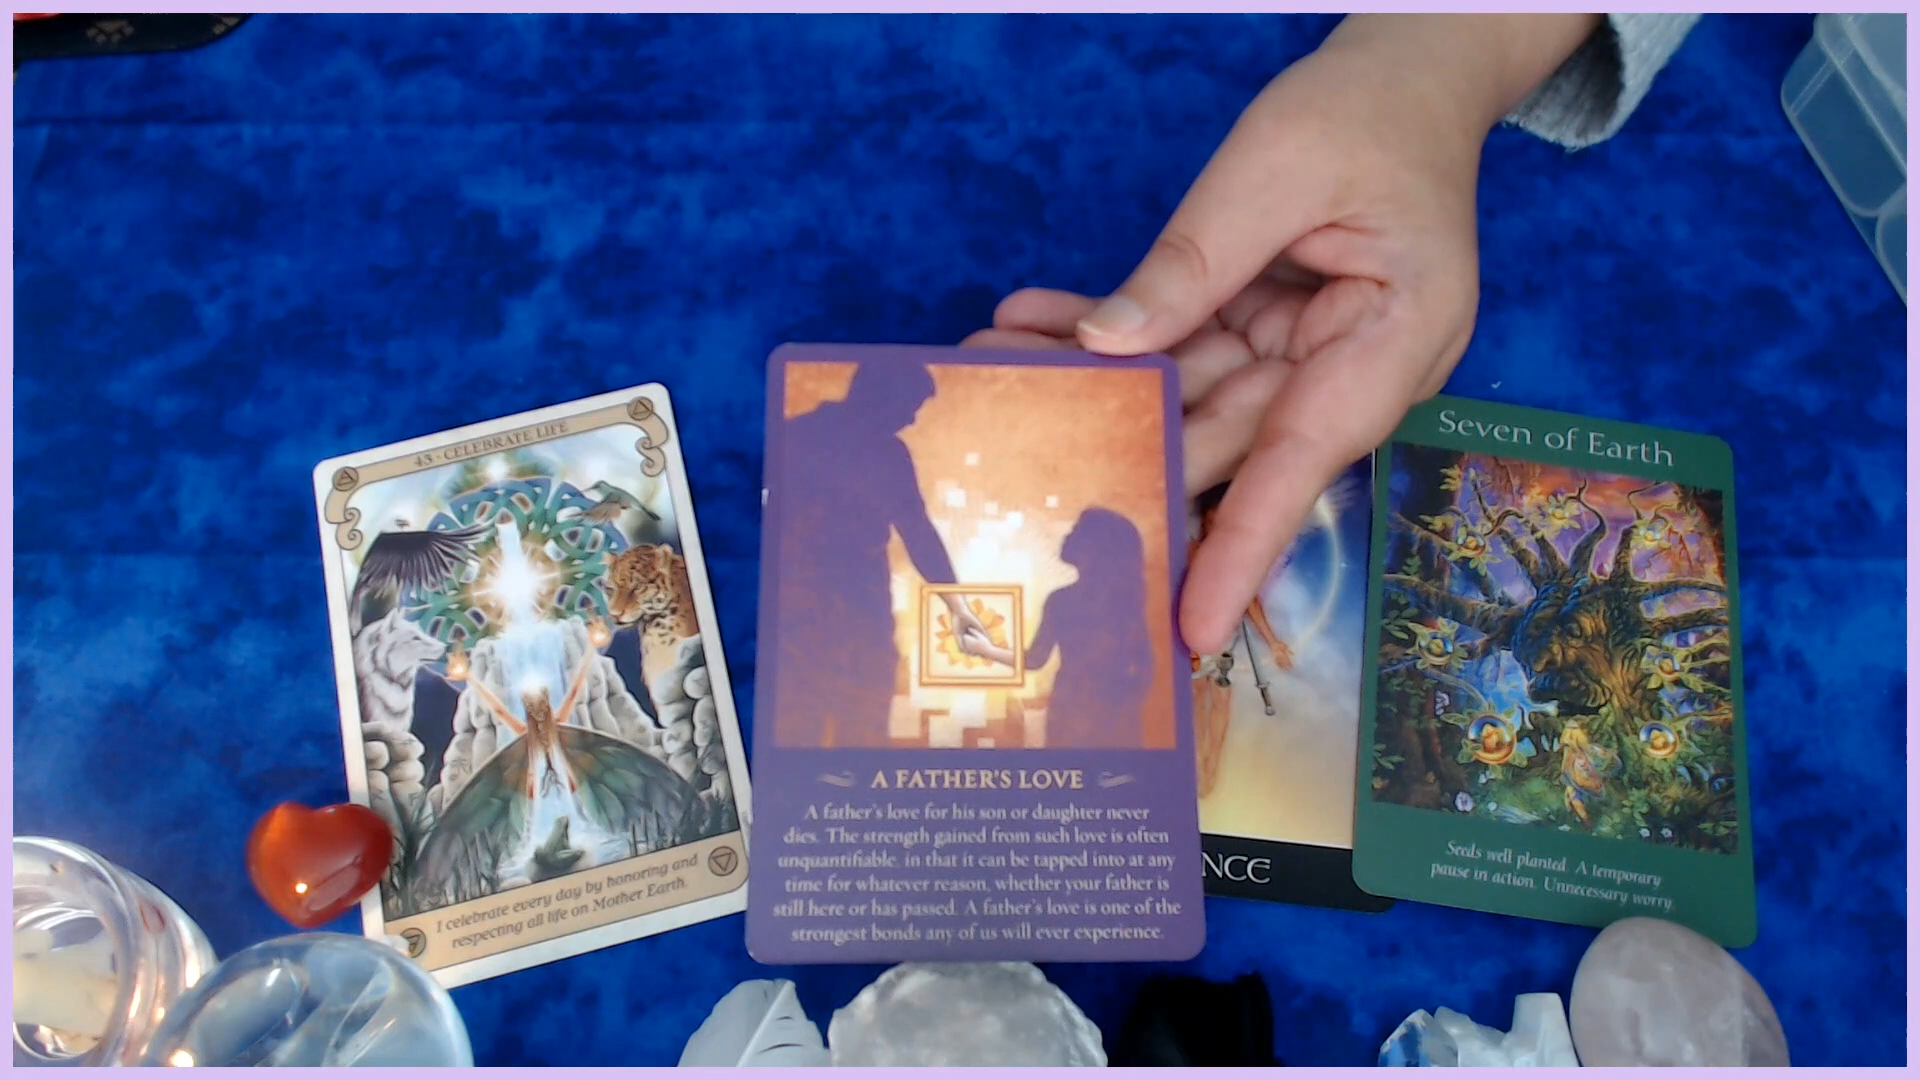 43 - CELEBRATE LIFE
I celebrate every day by honoring and
respecting all life on Mother Earth.
A FATHER'S LOVE
A father's love for his son or daughter never
dies. The strength gained from such love is often
unquantifiable, in that it can be tapped into at any
time for whatever reason, whether your father is
still here or has passed. A father's love is one of the
strongest bonds any of us will ever experience.
NCE
Seven of Earth
Seeds well planted. A temporary
pause in action. Unnecessary worry.